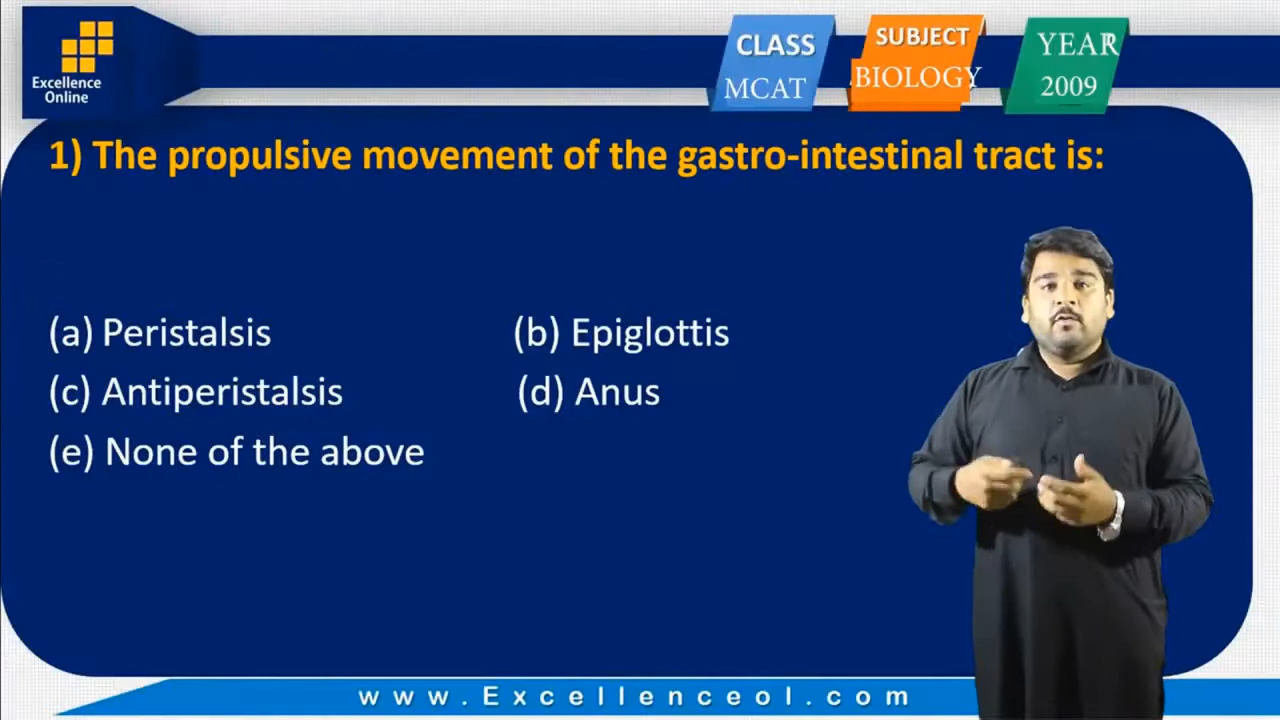 Excellence
Online
CLASS
MCAT
SUBJECT
.BIOLOGY
YEAR
2009
1) The propulsive movement of the gastro-intestinal tract is:
(a) Peristalsis (b) Epiglottis
(c) Antiperistalsis (d) Anus
(e) None of the above
www.Excellenceol.com